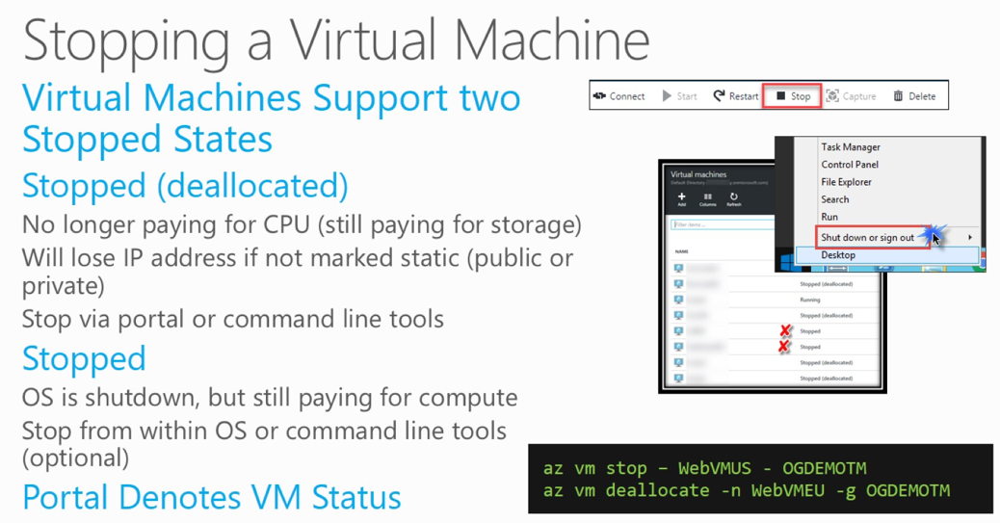 Stopping a Virtual Machine
Virtual Machines Support two
Stopped States
Stopped (deallocated)
No longer paying for CPU (still paying for storage)
Will lose IP address if not marked static (public or
private)
Stop via portal or command line tools
Stopped
OS is shutdown, but still paying for compute
Stop from within OS or command line tools
(optional)
Portal Denotes VM Status
Connect Start Restart Stop Capture Delete
Task Manager
Control Panel
File Explorer
Search
Run
Shut down or sign out
Desktop
Virtual machines
Default Directory
Add Columns Refresh
Filter items ...
NAME
Stopped (deallocated)
Running
Stopped (deallocated)
Stopped
Stopped
Stopped (deallocated)
Stopped (deallocated)
az vm stop – WebVMUS - OGDEMOTM
az vm deallocate -n WebVMEU -g OGDEMOTM